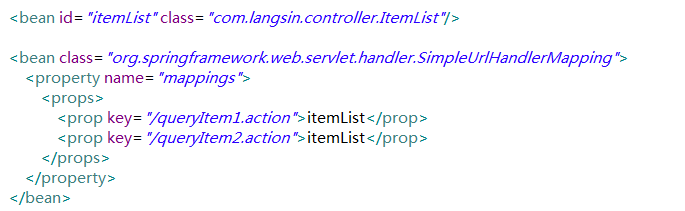 <bean id="itemList" class="com.langsin.controller.ItemList"/>
<bean class="org.springframework.web.servlet.handler.SimpleUrlHandlerMapping">
<property name="mappings">
<props>
<prop key="/queryItem1.action">itemList</prop>
<prop key="/queryItem2.action">itemList</prop>
</props>
</property>
</bean>